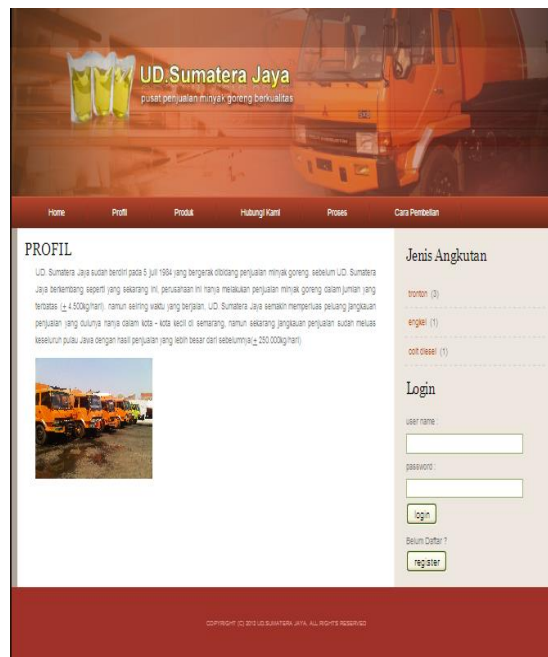 UD.Sumatera Jaya
pusat penjualan minyak goreng berkualitas
Home Profil Produk Hubungi Kami Proses Cara Pembelian
PROFIL
UD. Sumatera Jaya sudah berdiri pada 5 juli 1984 yang bergerak dibidang penjualan minyak goreng. sebelum UD. Sumatera
Jaya berkembang seperti yang sekarang ini, perusahaan ini hanya melakukan penjualan minyak goreng dalam jumlah yang
terbatas (+ 4.500kg/hari), namun seiring waktu yang berjalan, UD. Sumatera Jaya semakin memperluas peluang jangkauan
penjualan yang dulunya hanya dalam kota - kota kecil di semarang, namun sekarang jangkauan penjualan sudah meluas
keseluruh pulau Jawa dengan hasil penjualan yang lebih besar dari sebelumnya(+ 250.000kg/hari)
Jenis Angkutan
tronton (3)
engkel (1)
colt diesel (1)
Login
user name :
password :
login
Belum Daftar ?
register
COPYRIGHT (C) 2013 UD.SUMATERA JAYA. ALL RIGHTS RESERVED